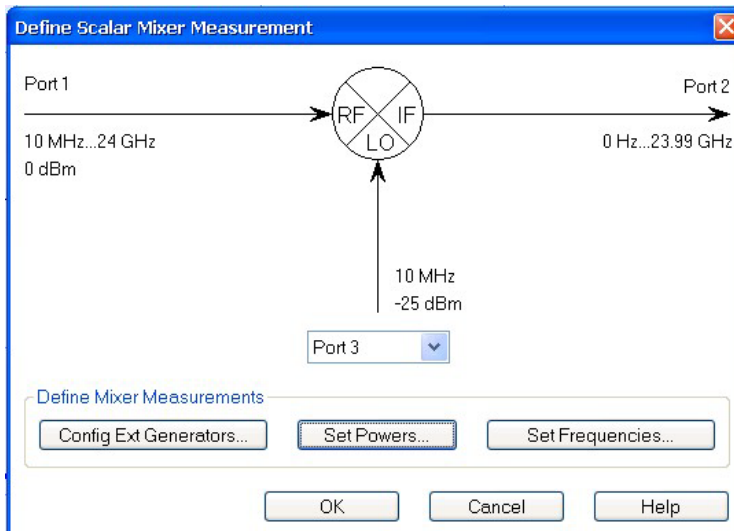 Define Scalar Mixer Measurement
Port 1
Port 2
RF
IF
LO
10 MHz...24 GHz
0 dBm
0 Hz...23.99 GHz
10 MHz
-25 dBm
Port 3
Define Mixer Measurements
Config Ext Generators...
Set Powers...
Set Frequencies...
OK
Cancel
Help